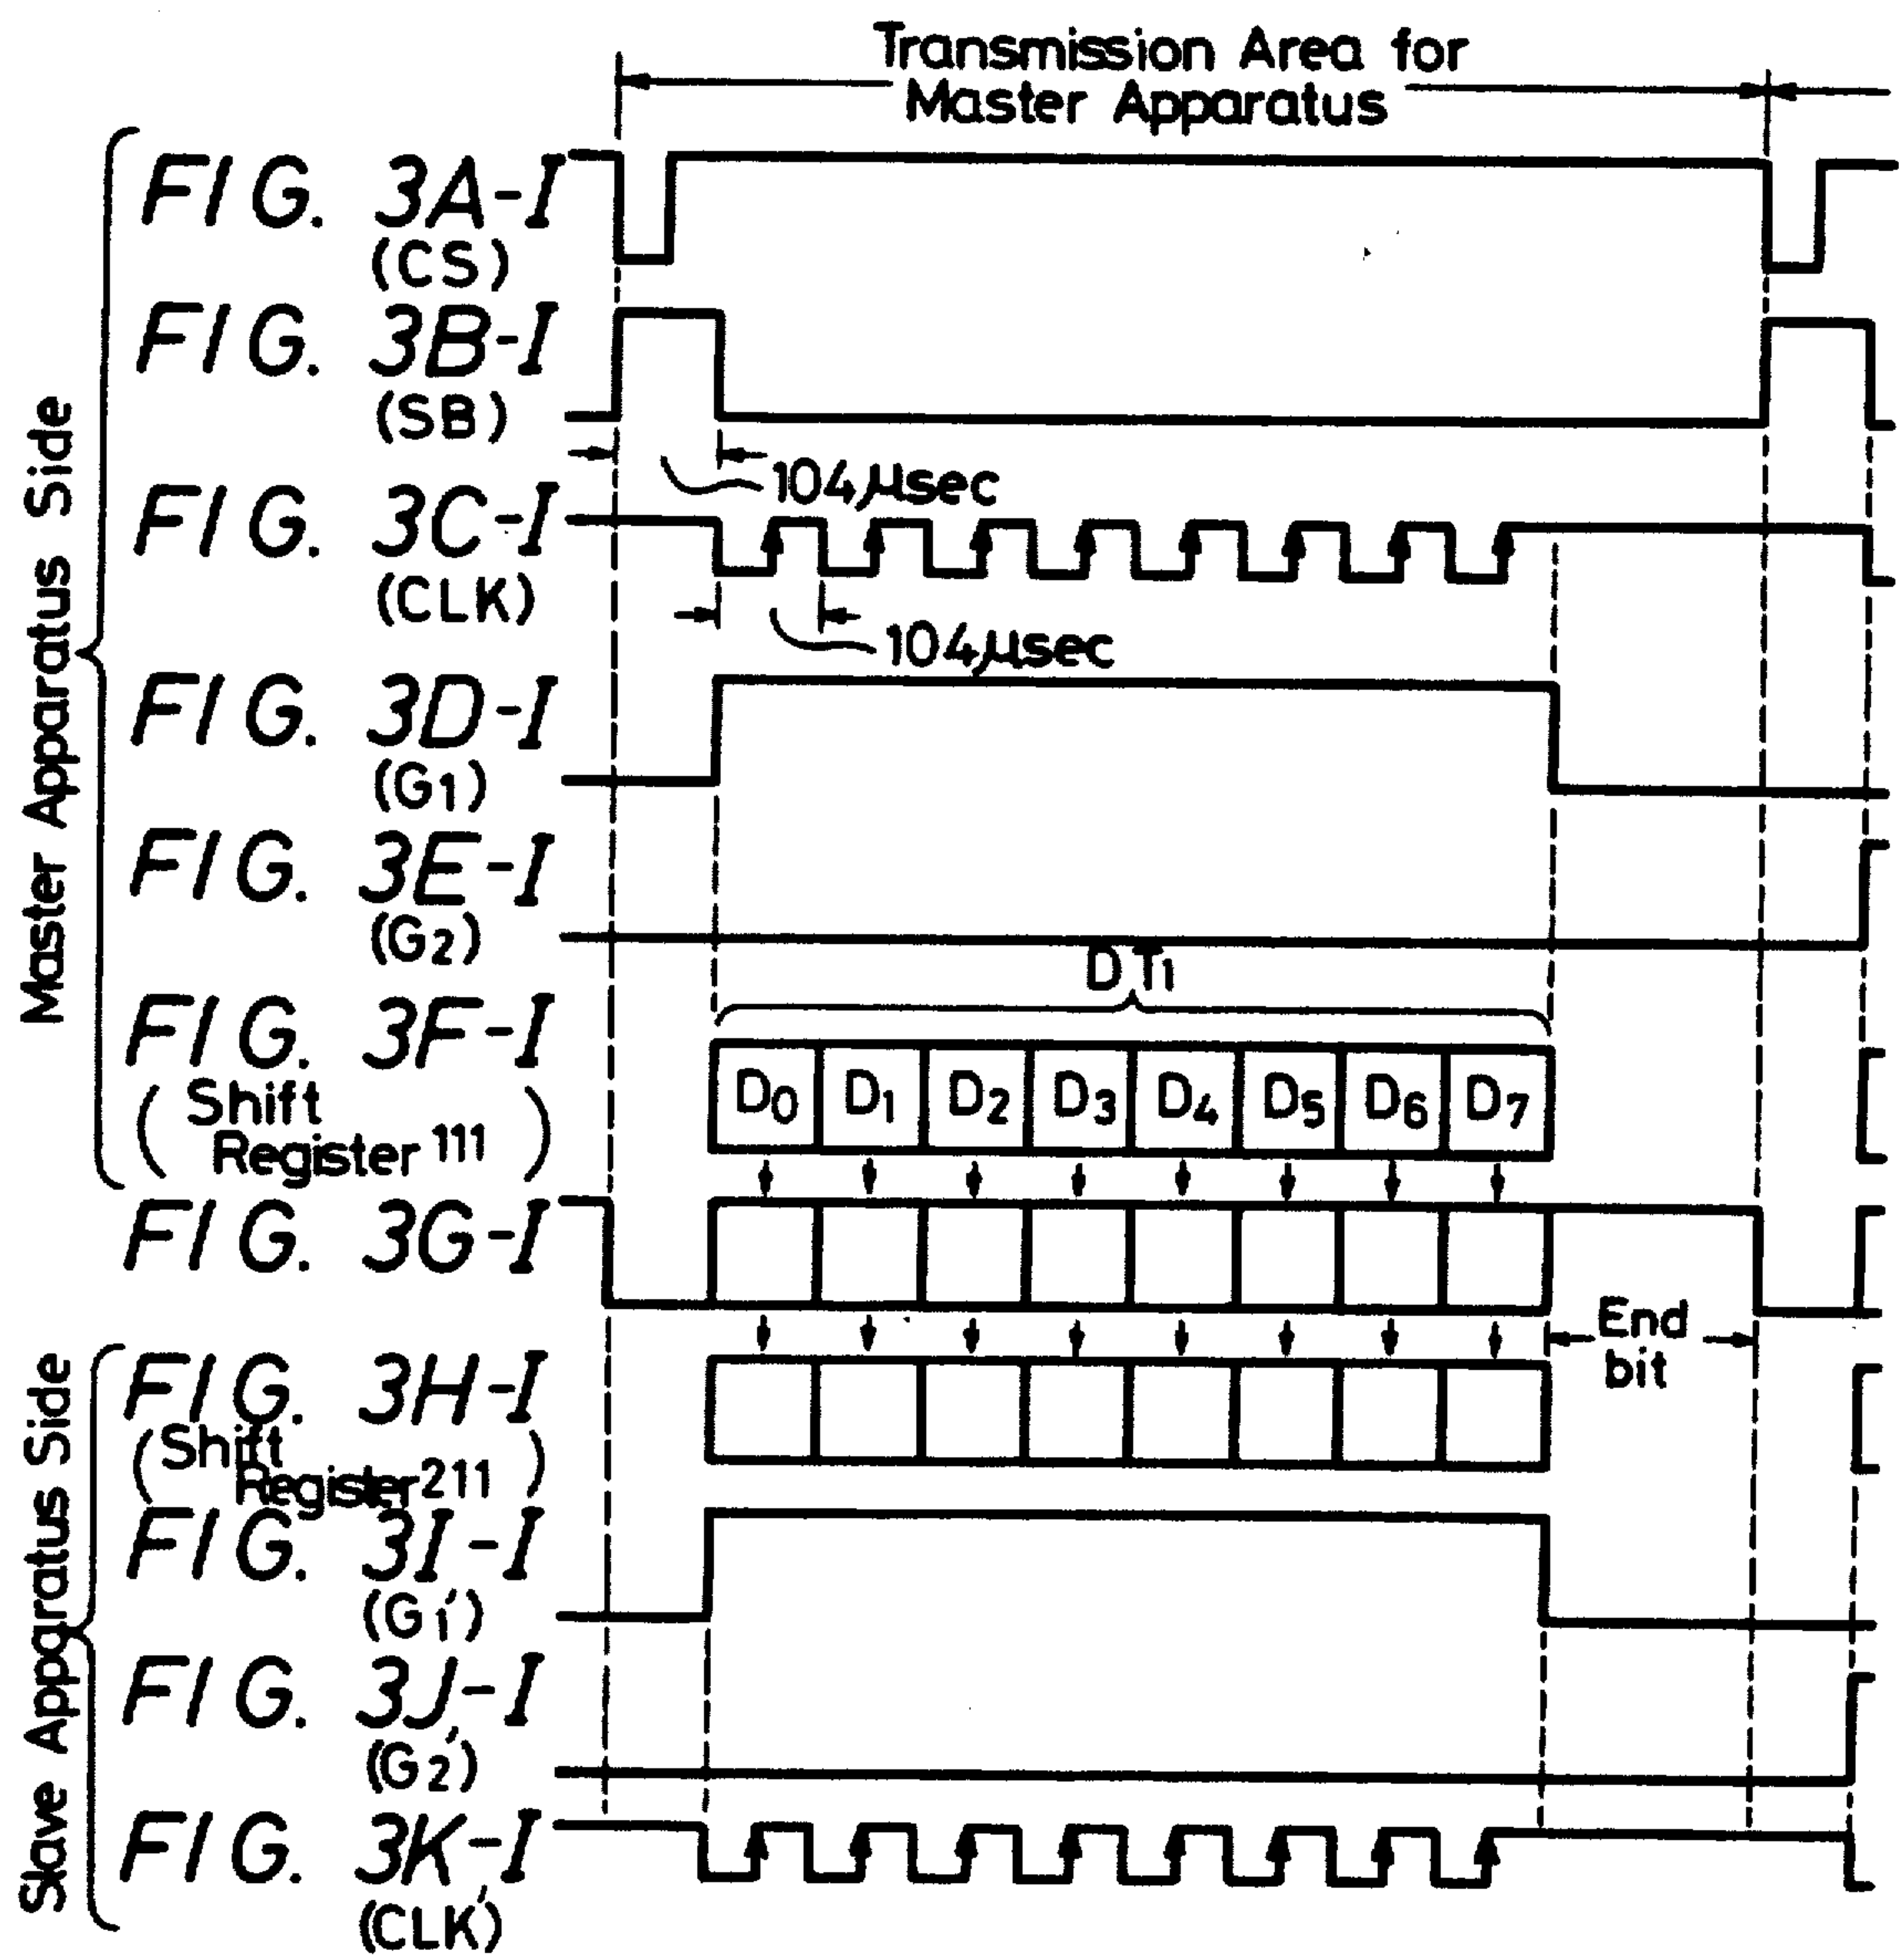 Transmission Area for
Master Apparatus
Master Apparatus Side
FIG. 3A-I
(CS)
FIG. 3B-I
(SB)
104μsec
FIG. 3C-I
(CLK)
104μsec
FIG. 3D-I
(G1)
FIG. 3E-I
(G2)
DT1
FIG. 3F-I
(Shift
Register 111)
D0 D1 D2 D3 D4 D5 D6 D7
FIG. 3G-I
End
bit
Slave Apparatus Side
FIG. 3H-I
(Shift
Register 211)
FIG. 3I-I
(G1')
FIG. 3J-I
(G2')
FIG. 3K-I
(CLK')